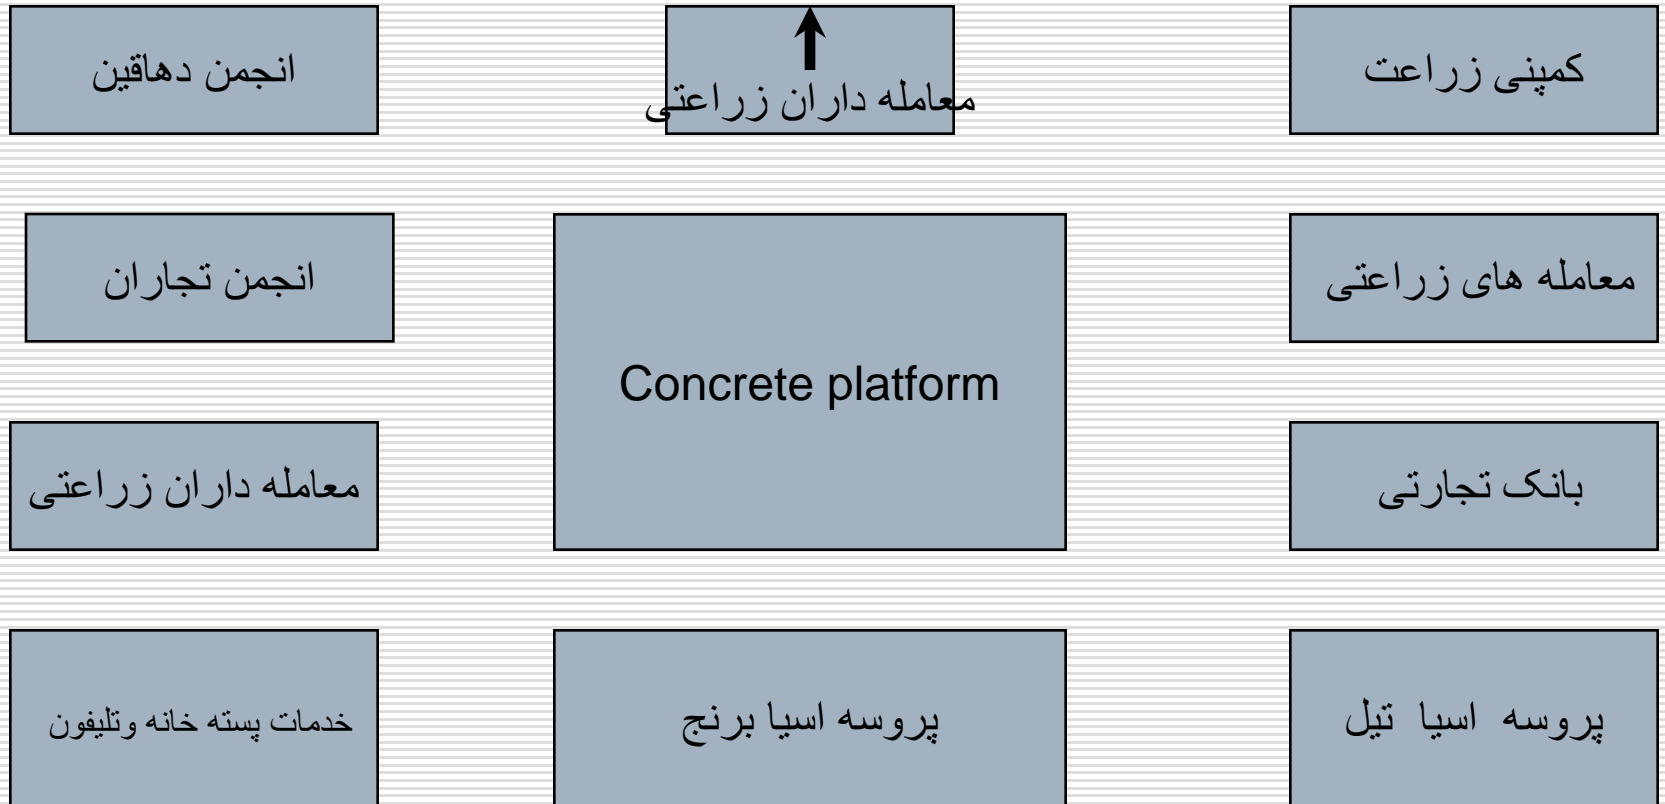 کمپنی زراعت
معامله داران زراعتی
انجمن دهاقین
معامله های زراعتی
Concrete platform
انجمن تجاران
بانک تجارتی
معامله داران زراعتی
پروسه اسیا تیل
پروسه اسیا برنج
خدمات پسته خانه وتلیفون